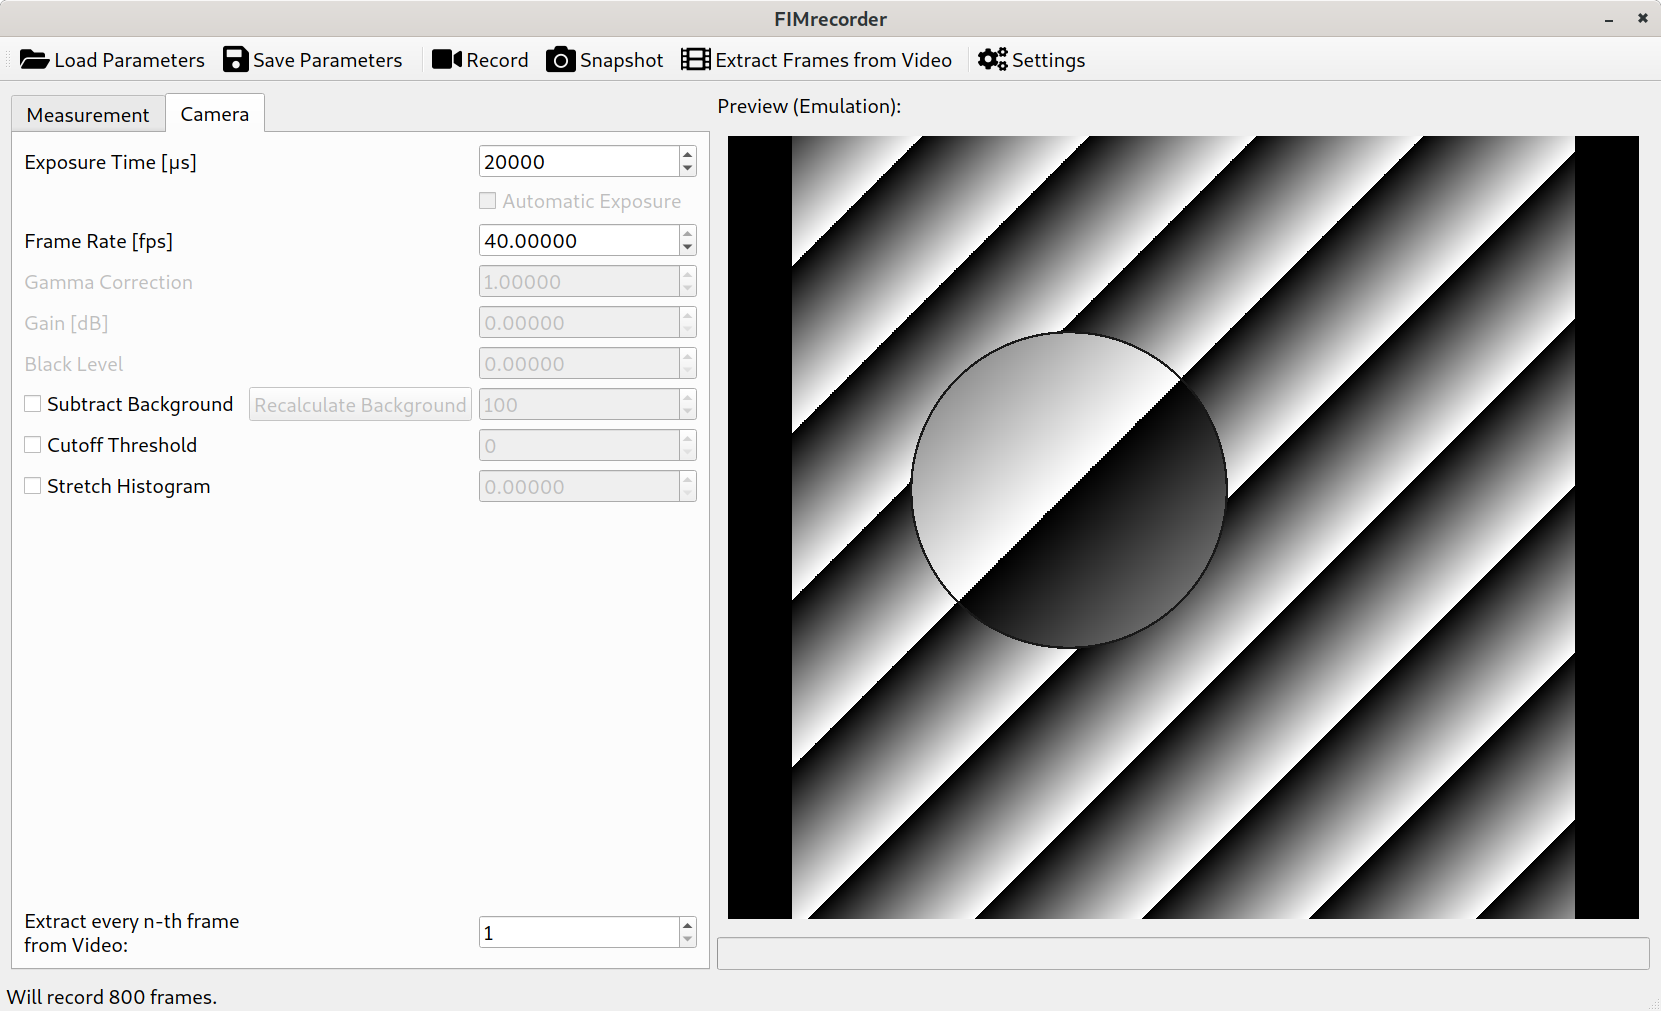 FIMrecorder
Load Parameters Save Parameters Record Snapshot Extract Frames from Video Settings
Measurement Camera
Preview (Emulation):
Exposure Time [µs] 20000
Automatic Exposure
Frame Rate [fps] 40.00000
Gamma Correction 1.00000
Gain [dB] 0.00000
Black Level 0.00000
Subtract Background Recalculate Background 100
Cutoff Threshold 0
Stretch Histogram 0.00000
Extract every n-th frame
from Video: 1
Will record 800 frames.